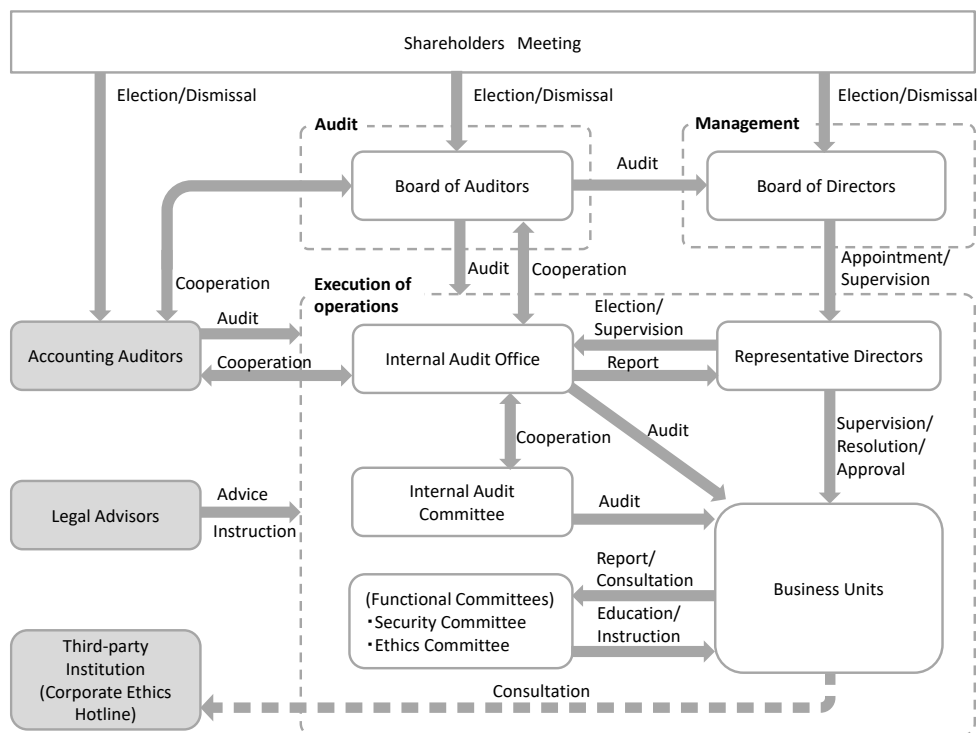 Shareholders Meeting
Election/Dismissal
Election/Dismissal
Election/Dismissal
Audit
Management
Board of Auditors
Audit
Board of Directors
Cooperation
Audit
Cooperation
Appointment/
Supervision
Execution of
operations
Election/
Supervision
Audit
Accounting Auditors
Cooperation
Internal Audit Office
Report
Representative Directors
Cooperation
Audit
Supervision/
Resolution/
Approval
Legal Advisors
Advice
Instruction
Internal Audit
Committee
Audit
Business Units
Report/
Consultation
(Functional Committees)
・Security Committee
・Ethics Committee
Education/
Instruction
Third-party
Institution
(Corporate Ethics
Hotline)
Consultation